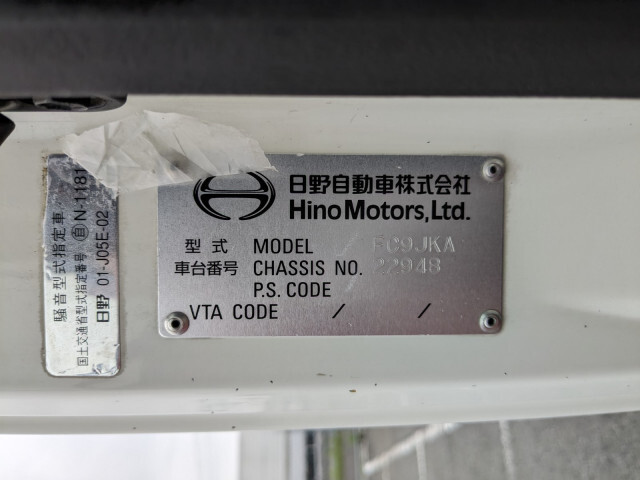 騒音型式指定車
国土交通省型式指定番号 自 N-1181
日野 01-J05E-02
日野自動車株式会社
Hino Motors, Ltd.
型式 MODEL FC9JKA
車台番号 CHASSIS NO. 22948
P.S. CODE
VTA CODE / /